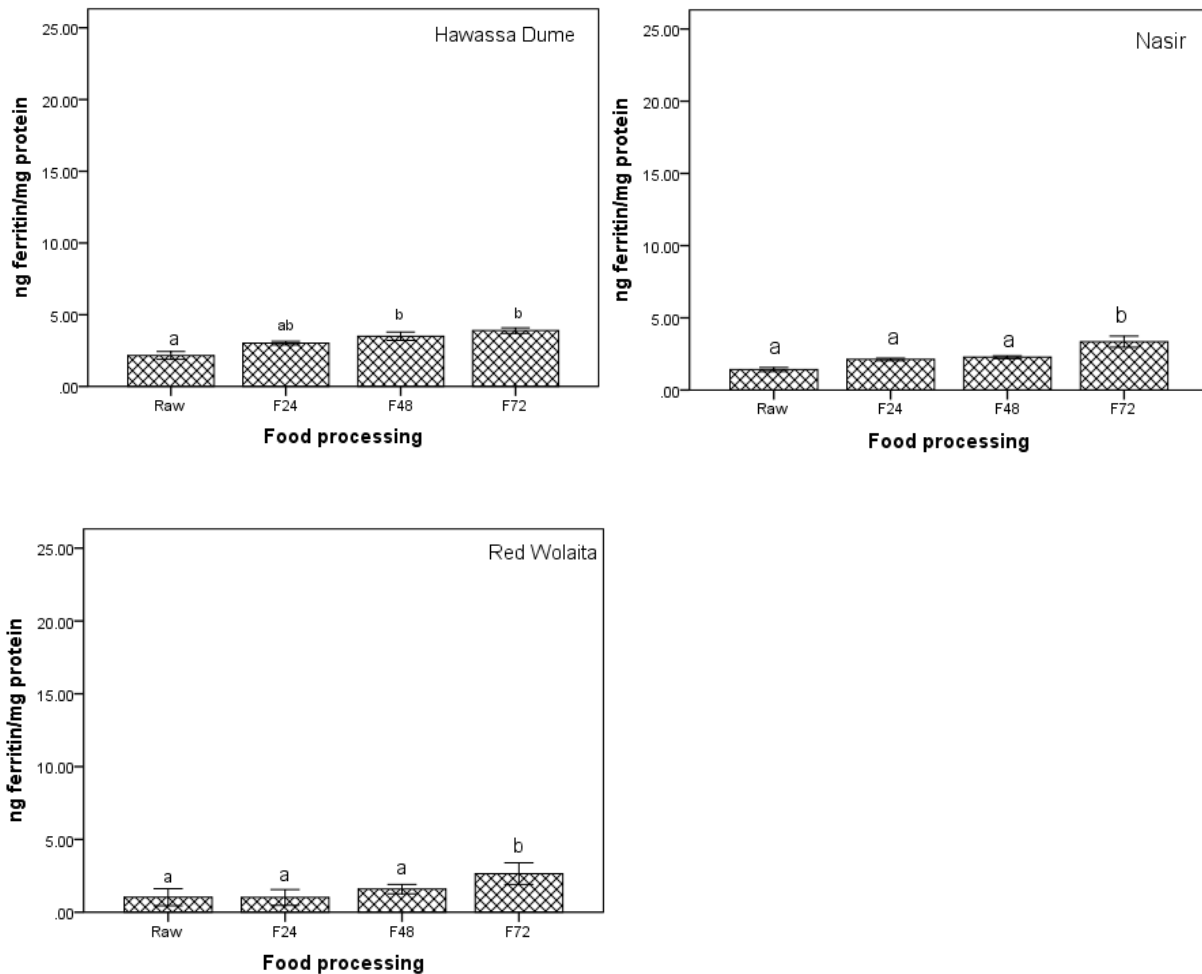 Hawassa Dume
ng ferritin/mg protein
25.00
20.00
15.00
10.00
5.00
.00
a
ab
b
b
Raw F24 F48 F72
Food processing
Nasir
ng ferritin/mg protein
25.00
20.00
15.00
10.00
5.00
.00
a
a
a
b
Raw F24 F48 F72
Food processing
Red Wolaita
ng ferritin/mg protein
25.00
20.00
15.00
10.00
5.00
.00
a
a
a
b
Raw F24 F48 F72
Food processing